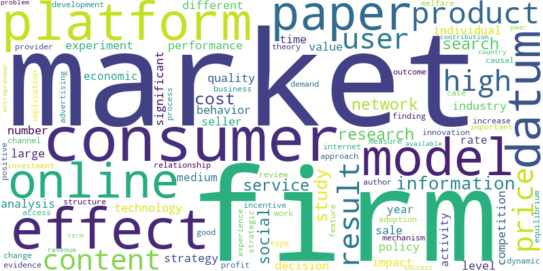 problem
development
different
welfare
peer
platform
paper
product
provider
experiment
performance
time
user
individual
contribution
theory
value
search
country
causal
entrepreneur
implication
advertising
economic
significant
process
market
quality
cost
behavior
business
demand
outcome
high
case
datum
number
seller
network
industry
finding
large
consumer
research
increase
important
channel
relationship
internet
model
rate
innovation
measure
available
positive
online
medium
review
approach
author
information
investment
service
incentive
work
study
result
price
equilibrium
analysis
structure
technology
firm
access
effect
good
experience
strategic
social
type
feature
year
adoption
sale
activity
competition
term
revenue
decision
policy
mechanism
change
content
strategy
impact
level
success
dynamic
evidence
profit